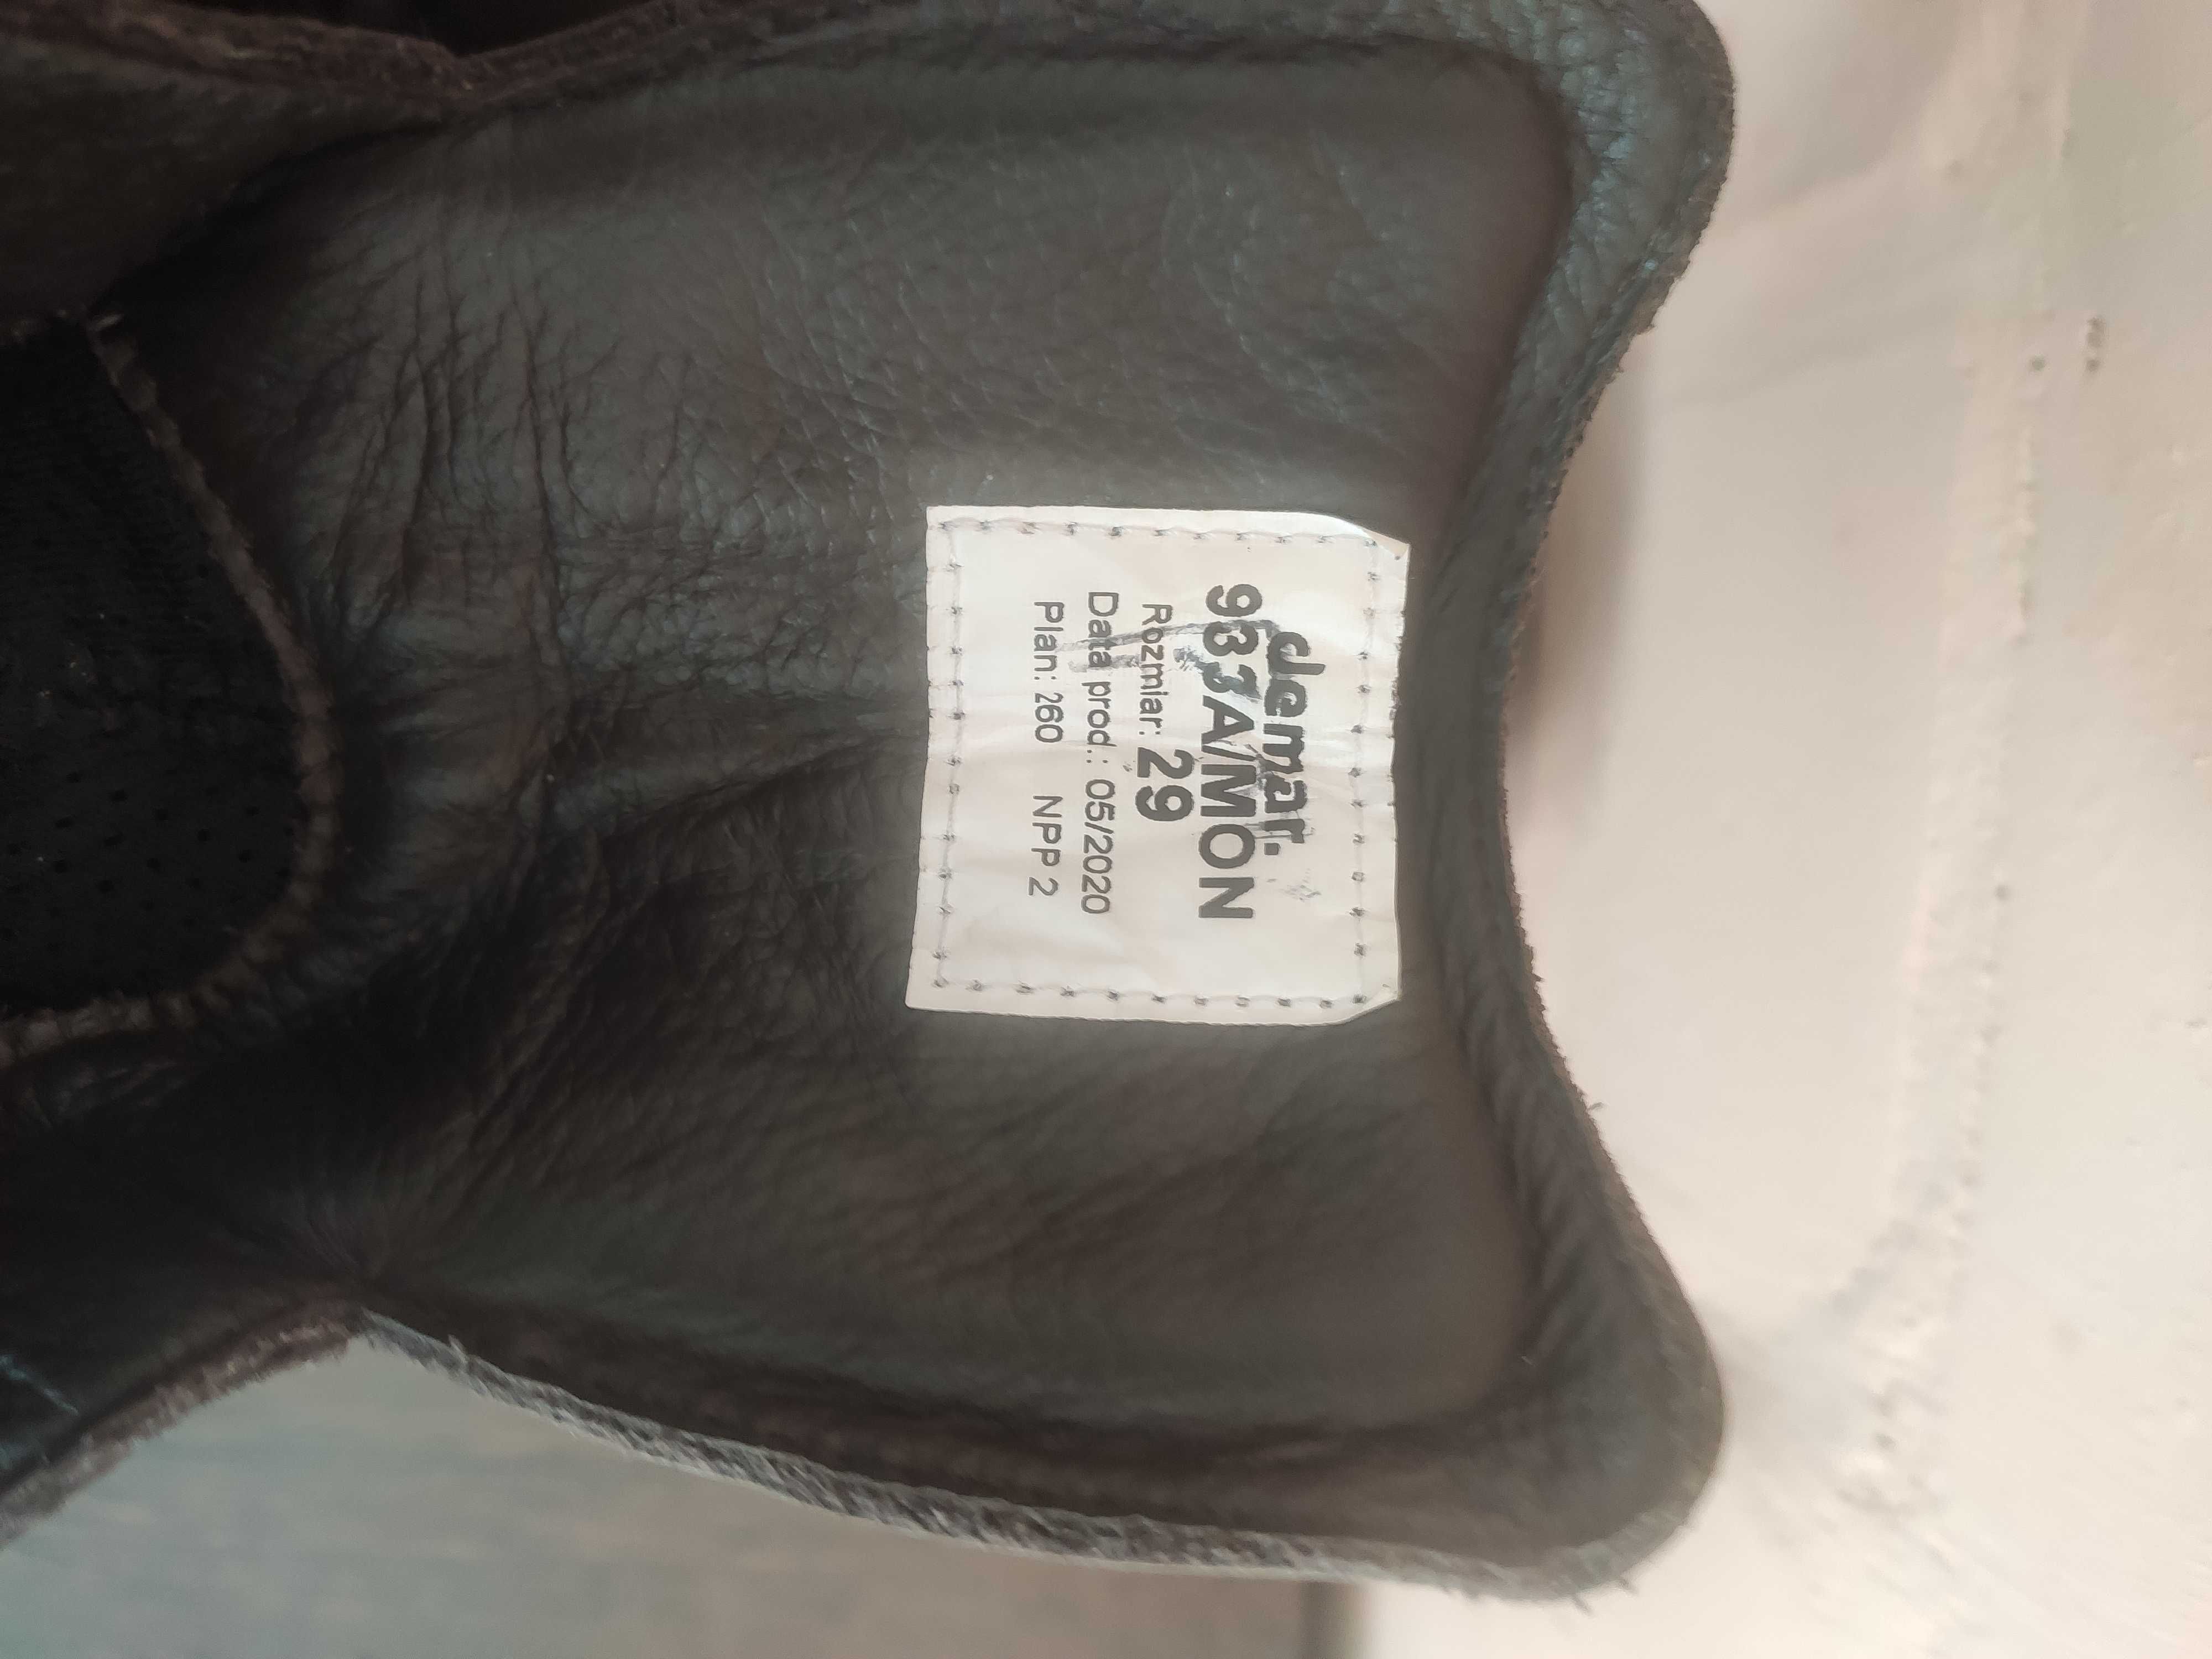 demar.
933A/MON
Rozmiar: 29
Data prod.: 05/2020
Plan: 260 NPP 2